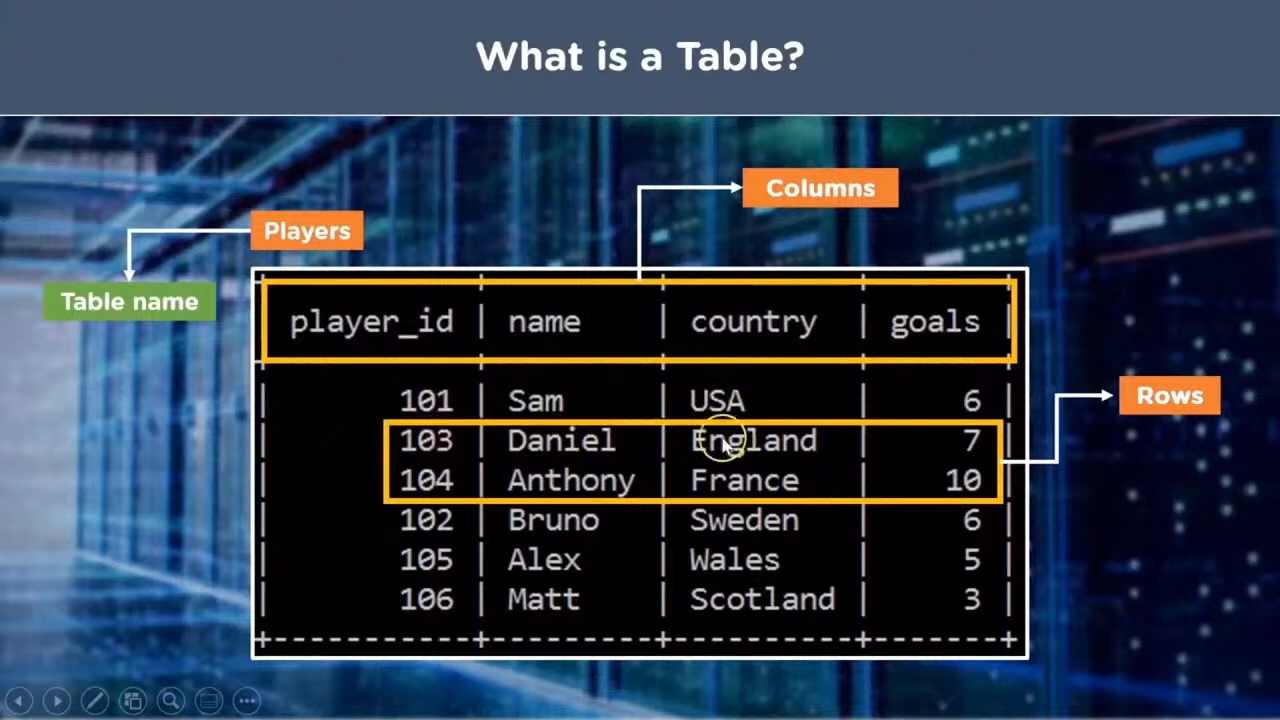 What is a Table?
Columns
Players
Table name
player_id | name | country | goals |
| 101 | Sam | USA | 6 |
| 103 | Daniel | England | 7 |
| 104 | Anthony | France | 10 |
| 102 | Bruno | Sweden | 6 |
| 105 | Alex | Wales | 5 |
| 106 | Matt | Scotland | 3 |
Rows